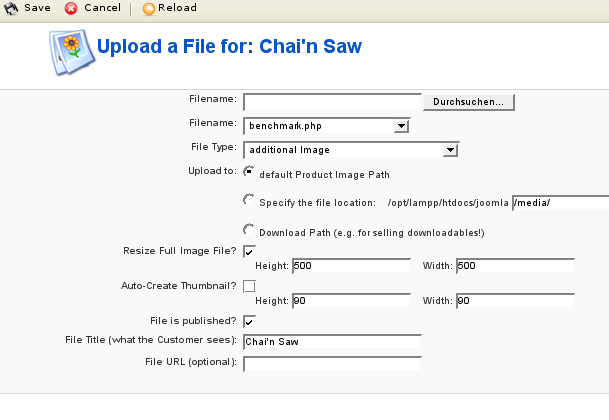 Save Cancel Reload
Upload a File for: Chai'n Saw
Filename: Durchsuchen...
Filename: benchmark.php
File Type: additional Image
Upload to: default Product Image Path
Specify the file location: /opt/lampp/htdocs/joomla /media/
Download Path (e.g. for selling downloadables!)
Resize Full Image File?
Height: 500 Width: 500
Auto-Create Thumbnail?
Height: 90 Width: 90
File is published?
File Title (what the Customer sees): Chai'n Saw
File URL (optional):